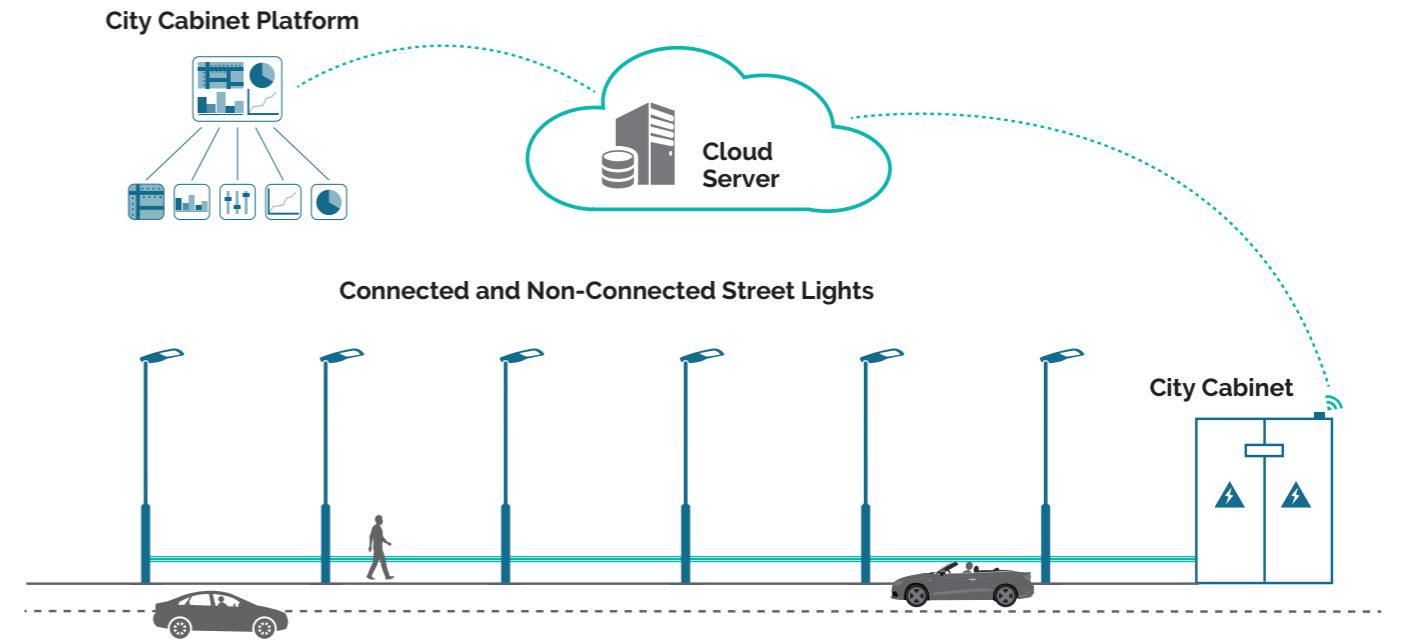 City Cabinet Platform
Cloud
Server
Connected and Non-Connected Street Lights
City Cabinet